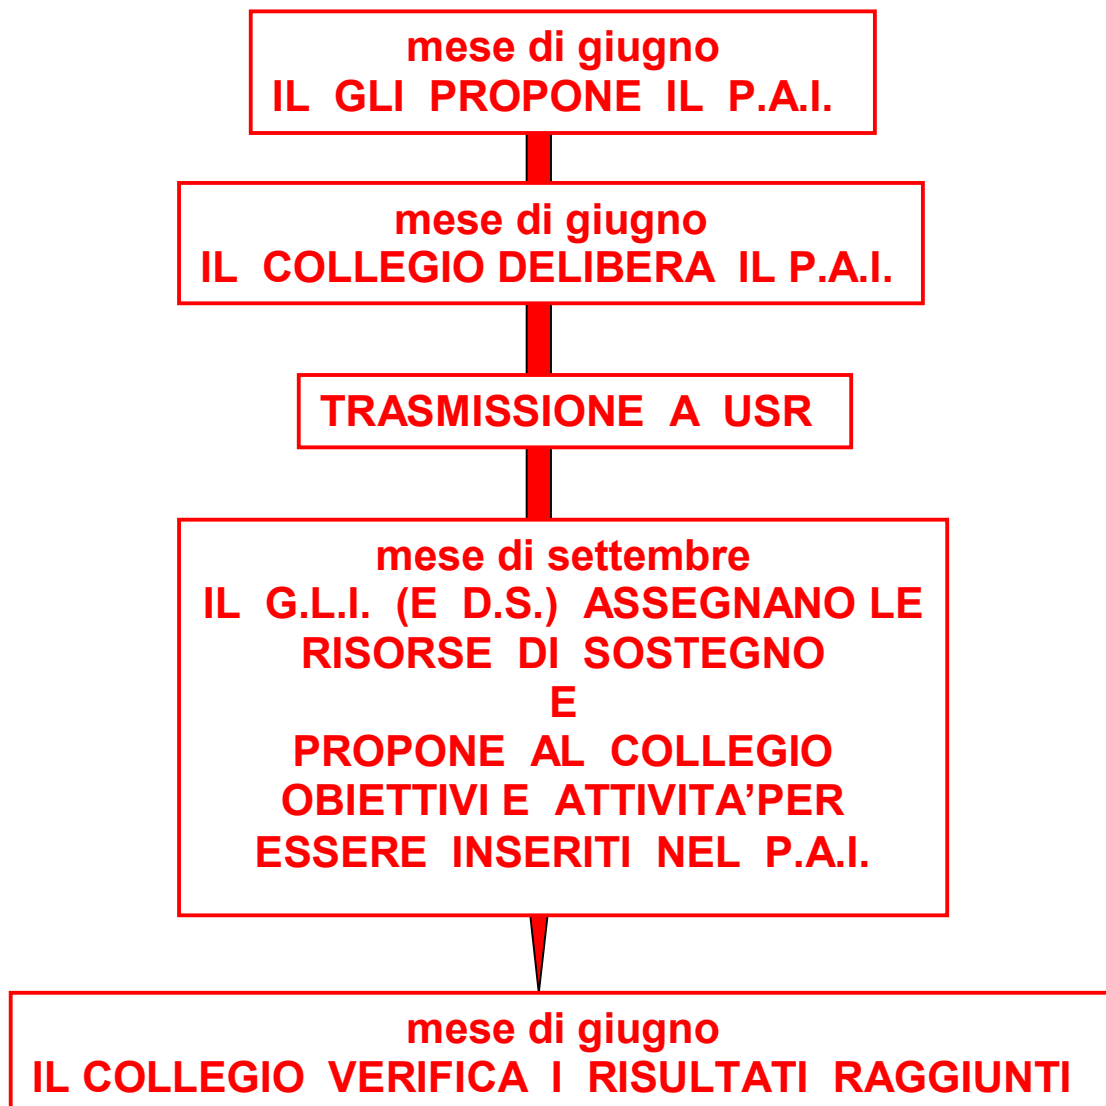 mese di giugno
IL GLI PROPONE IL P.A.I.
mese di giugno
IL COLLEGIO DELIBERA IL P.A.I.
TRASMISSIONE A USR
mese di settembre
IL G.L.I. (E D.S.) ASSEGNANO LE
RISORSE DI SOSTEGNO
E
PROPONE AL COLLEGIO
OBIETTIVI E ATTIVITA’PER
ESSERE INSERITI NEL P.A.I.
mese di giugno
IL COLLEGIO VERIFICA I RISULTATI RAGGIUNTI